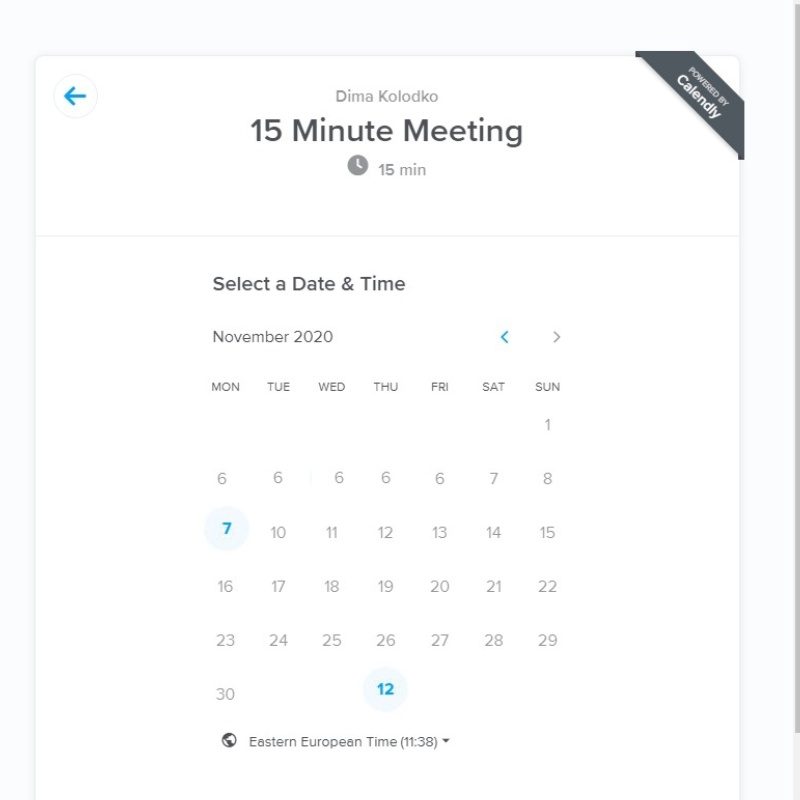 POWERED BY
Calendly
Dima Kolodko
15 Minute Meeting
15 min
Select a Date & Time
November 2020
MON TUE WED THU FRI SAT SUN
1
6 6 6 6 6 7 8
7 10 11 12 13 14 15
16 17 18 19 20 21 22
23 24 25 26 27 28 29
30 12
Eastern European Time (11:38)